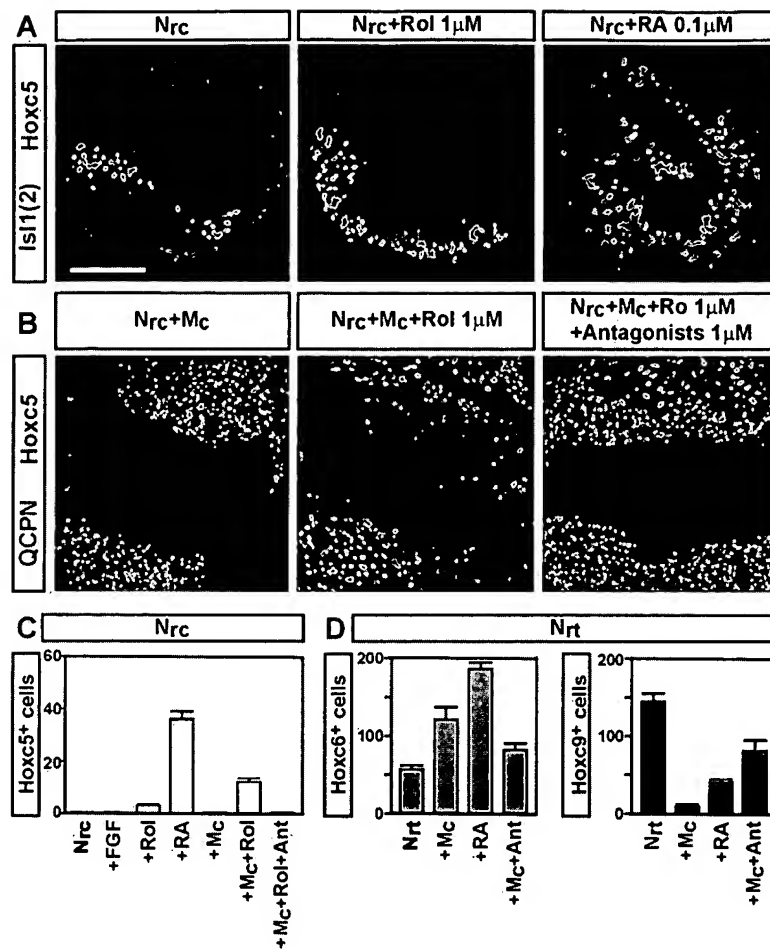 A
Nrc
Nrc+Rol 1μM
Nrc+RA 0.1μM
Isl1(2) Hoxc5
B
Nrc+Mc
Nrc+Mc+Rol 1μM
Nrc+Mc+Ro 1μM
+Antagonists 1μM
QCPN Hoxc5
C
Nrc
Hoxc5+ cells
60
40
20
0
Nrc
+FGF
+Rol
+RA
+Mc
+Mc+Rol
+Mc+Rol+Ant
D
Nrt
Hoxc6+ cells
200
100
0
Nrt
+Mc
+RA
+Mc+Ant
Hoxc9+ cells
200
100
0
Nrt
+Mc
+RA
+Mc+Ant